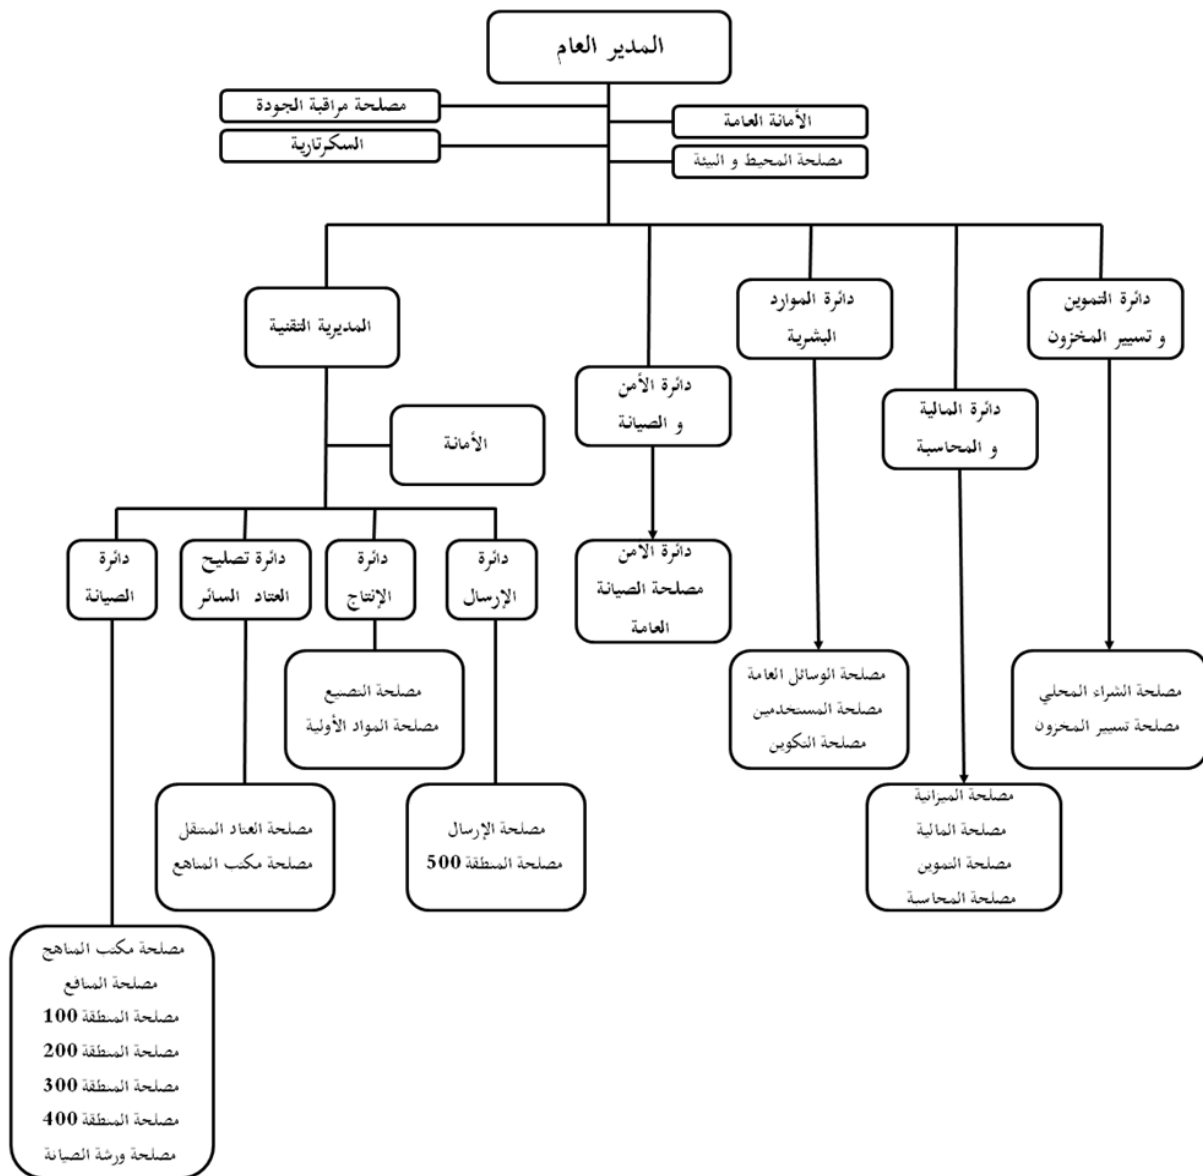 المدير العام
مصلحة مراقبة الجودة
الأمانة العامة
السكرتارية
مصلحة المحيط و البيئة
دائرة التموين
و تسيير المخزون
دائرة الموارد
البشرية
المديرية التقنية
دائرة الأمن
و الصيانة
دائرة المالية
و المحاسبة
الأمانة
دائرة
الإرسال
دائرة
الإنتاج
دائرة تصليح
العتاد السائر
دائرة
الصيانة
دائرة الامن
مصلحة الصيانة
العامة
مصلحة الشراء المحلي
مصلحة تسيير المخزون
مصلحة الوسائل العامة
مصلحة المستخدمين
مصلحة التكوين
مصلحة التصنيع
مصلحة المواد الأولية
مصلحة الميزانية
مصلحة المالية
مصلحة التموين
مصلحة المحاسبة
مصلحة الإرسال
مصلحة المنطقة 500
مصلحة العتاد المتنقل
مصلحة مكتب المناهع
مصلحة مكتب المناهج
مصلحة المنافع
مصلحة المنطقة 100
مصلحة المنطقة 200
مصلحة المنطقة 300
مصلحة المنطقة 400
مصلحة ورشة الصيانة